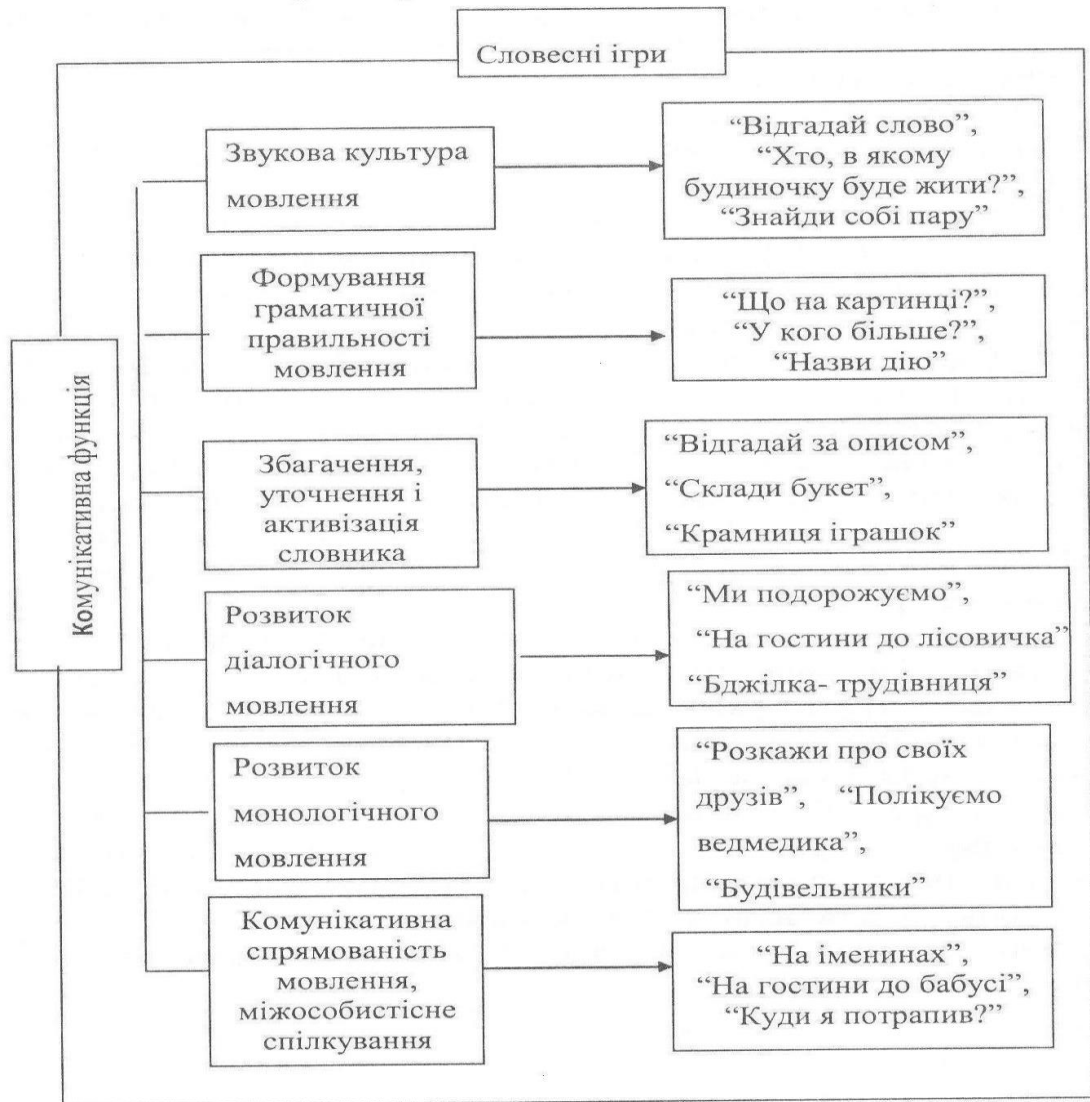 Словесні ігри
Комунікативна функція
Звукова культура
мовлення
“Відгадай слово”,
“Хто, в якому
будиночку буде жити?”,
“Знайди собі пару”
Формування
граматичної
правильності
мовлення
“Що на картинці?”,
“У кого більше?”,
“Назви дію”
Збагачення,
уточнення і
активізація
словника
“Відгадай за описом”,
“Склади букет”,
“Крамниця іграшок”
Розвиток
діалогічного
мовлення
“Ми подорожуємо”,
“На гостини до лісовичка”
“Бджілка- трудівниця”
Розвиток
монологічного
мовлення
“Розкажи про своїх
друзів”, “Полікуємо
ведмедика”,
“Будівельники”
Комунікативна
спрямованість
мовлення,
міжособистісне
спілкування
“На іменинах”,
“На гостини до бабусі”,
“Куди я потрапив?”